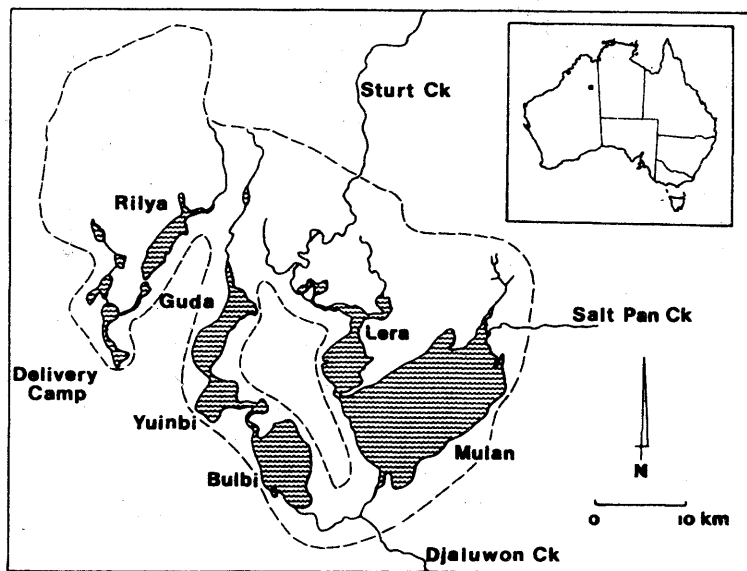 Sturt Ck
Rilya
Guda
Lera
Salt Pan Ck
Delivery
Camp
Yuinbi
Mulan
Bulbi
N
0 10 km
Djaluwon Ck